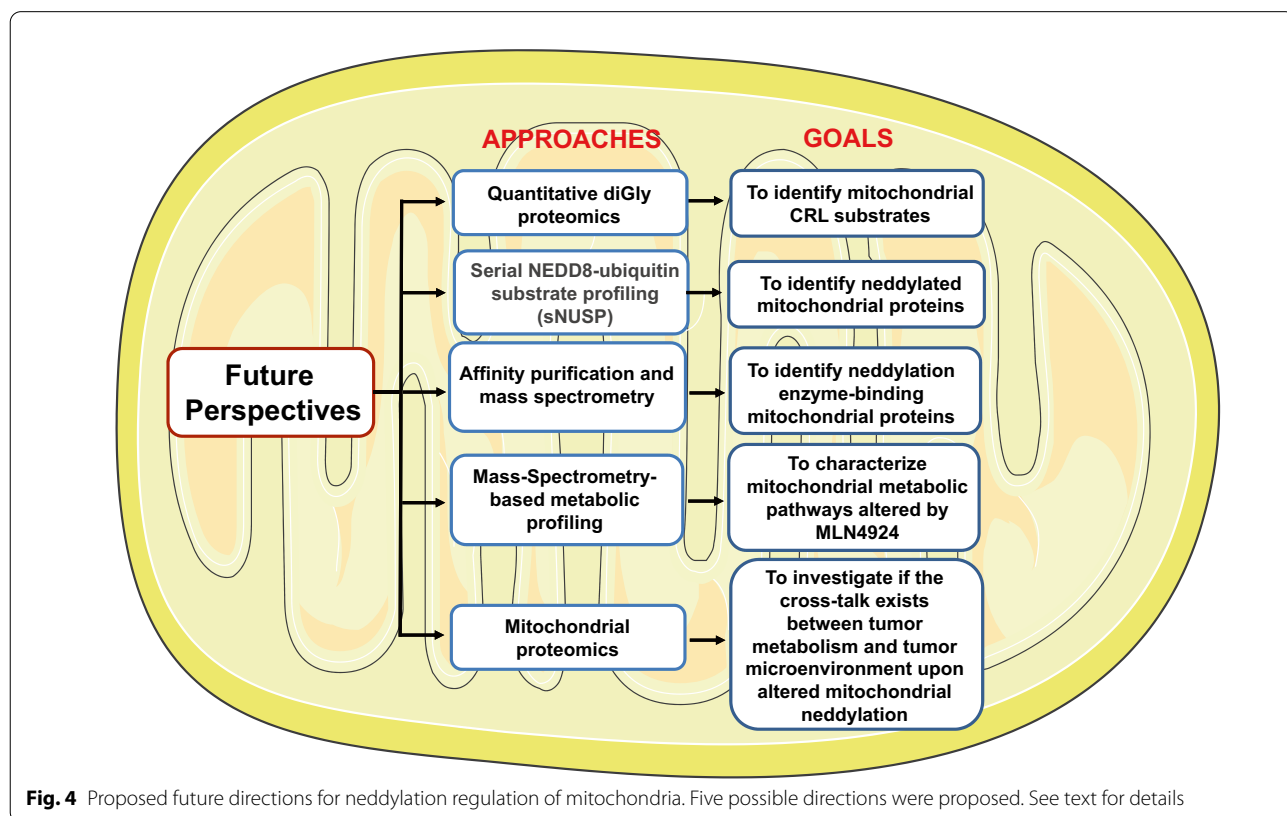 APPROACHES
GOALS
Future
Perspectives
Quantitative diGly
proteomics
To identify mitochondrial
CRL substrates
Serial NEDD8-ubiquitin
substrate profiling
(sNUSP)
To identify neddylated
mitochondrial proteins
Affinity purification and
mass spectrometry
To identify neddylation
enzyme-binding
mitochondrial proteins
Mass-Spectrometry-
based metabolic
profiling
To characterize
mitochondrial metabolic
pathways altered by
MLN4924
Mitochondrial
proteomics
To investigate if the
cross-talk exists
between tumor
metabolism and tumor
microenvironment upon
altered mitochondrial
neddylation
Fig. 4 Proposed future directions for neddylation regulation of mitochondria. Five possible directions were proposed. See text for details